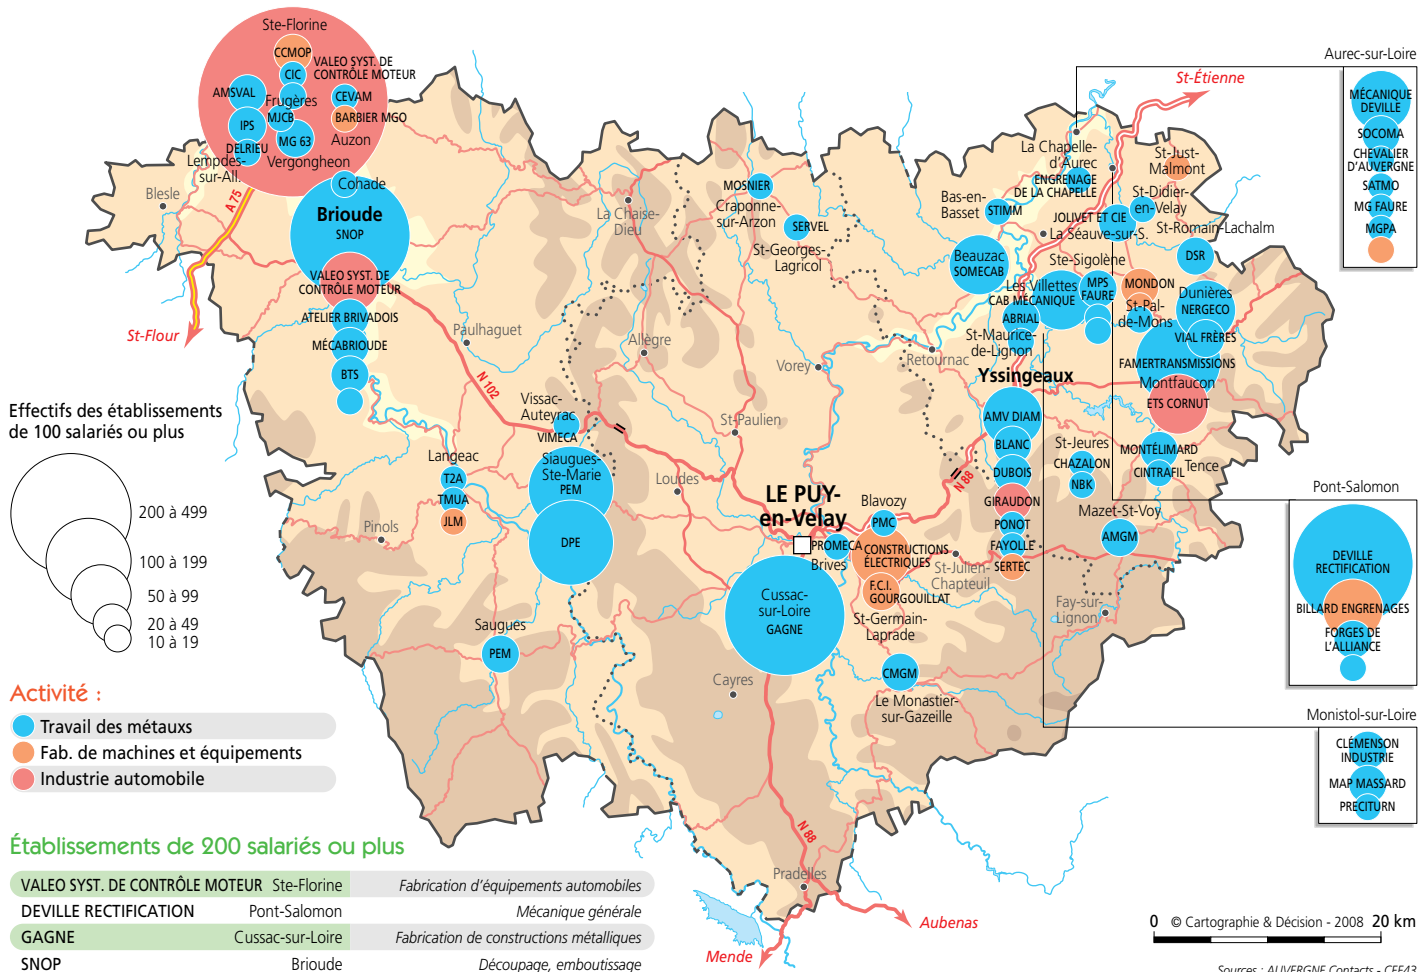 Ste-Florine
CCMOP
CIC
VALEO SYST. DE
CONTRÔLE MOTEUR
AMSVAL
Frugères
CEVAM
MJCB
BARBIER MGO
IPS
MG 63
Auzon
DELRIEU
Vergongheon
Lempdes-
sur-All.
Cohade
Blesle
A 75
Brioude
SNOP
VALEO SYST. DE
CONTRÔLE MOTEUR
ATELIER BRIVADOIS
MÉCABRIOUDE
BTS
St-Flour
Paulhaguet
N 102
La Chaise-
Dieu
MOSNIER
Craponne-
sur-Arzon
SERVEL
St-Georges-
Lagricol
Allègre
Vorey
St-Paulien
Loudes
Vissac-
Auteyrac
VIMECA
Siaugues-
Ste-Marie
PEM
DPE
Langeac
T2A
TMUA
JLM
Pinols
Saugues
PEM
LE PUY-
en-Velay
Blavozy
PMC
PROMECA
Brives
CONSTRUCTIONS
ÉLECTRIQUES
F.C.I.
GOURGOUILLAT
St-Germain-
Laprade
Cussac-
sur-Loire
GAGNE
St-Julien-
Chapteuil
CMGM
Le Monastier-
sur-Gazeille
Cayres
N 88
Pradelles
Aubenas
Mende
St-Étienne
La Chapelle-
d'Aurec
ENGRENAGE
DE LA CHAPELLE
St-Just-
Malmont
Bas-en-
Basset
STIMM
JOLIVET ET CIE
La Séauve-sur-S.
St-Didier-
en-Velay
St-Romain-Lachalm
DSR
Beauzac
SOMECAB
Ste-Sigolène
Les Villettes
CAB MÉCANIQUE
MPS
FAURE
MONDON
St-Pal-
de-Mons
Dunières
NERGECO
VIAL FRÈRES
ABRIAL
St-Maurice-
de-Lignon
Retournac
FAMERTRANSMISSIONS
Montfaucon
ETS CORNUT
Yssingeaux
AMV DIAM
BLANC
DUBOIS
GIRAUDON
PONOT
FAYOLLE
SERTEC
N 88
St-Jeures
CHAZALON
NBK
MONTÉLIMARD
CINTRAFIL
Tence
Mazet-St-Voy
AMGM
Fay-sur-
Lignon
Aurec-sur-Loire
MÉCANIQUE
DEVILLE
SOCOMA
CHEVALIER
D'AUVERGNE
SATMO
MG FAURE
MGPA
Pont-Salomon
DEVILLE
RECTIFICATION
BILLARD ENGRENAGES
FORGES DE
L'ALLIANCE
Monistol-sur-Loire
CLÉMENSON
INDUSTRIE
MAP MASSARD
PRECITURN
Effectifs des établissements
de 100 salariés ou plus
200 à 499
100 à 199
50 à 99
20 à 49
10 à 19
Activité :
Travail des métaux
Fab. de machines et équipements
Industrie automobile
Établissements de 200 salariés ou plus
VALEO SYST. DE CONTRÔLE MOTEUR Ste-Florine Fabrication d'équipements automobiles
DEVILLE RECTIFICATION Pont-Salomon Mécanique générale
GAGNE Cussac-sur-Loire Fabrication de constructions métalliques
SNOP Brioude Découpage, emboutissage
0 © Cartographie & Décision - 2008 20 km
Sources : AUVERGNE Contacts - CEE43